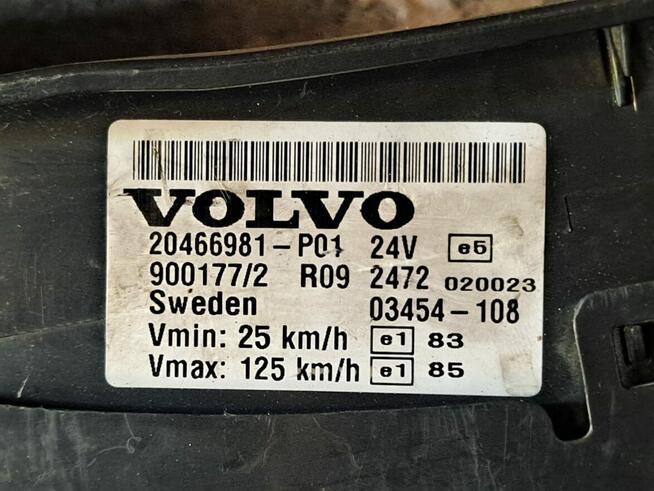 VOLVO
20466981-P01 24V e5
900177/2 R09 2472 020023
Sweden 03454-108
Vmin: 25 km/h e1 83
Vmax: 125 km/h e1 85